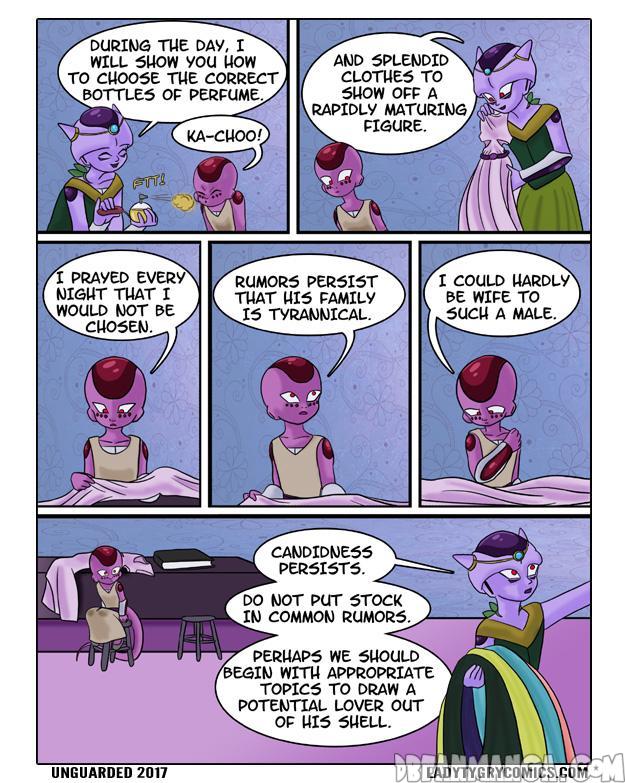 DURING THE DAY, I
WILL SHOW YOU HOW
TO CHOOSE THE CORRECT
BOTTLES OF PERFUME.
FTT!
KA-CHOO!
AND SPLENDID
CLOTHES TO
SHOW OFF A
RAPIDLY MATURING
FIGURE.
I PRAYED EVERY
NIGHT THAT I
WOULD NOT BE
CHOSEN.
RUMORS PERSIST
THAT HIS FAMILY
IS TYRANNICAL.
I COULD HARDLY
BE WIFE TO
SUCH A MALE.
CANDIDNESS
PERSISTS.
DO NOT PUT STOCK
IN COMMON RUMORS.
PERHAPS WE SHOULD
BEGIN WITH APPROPRIATE
TOPICS TO DRAW A
POTENTIAL LOVER OUT
OF HIS SHELL.
UNGUARDED 2017
LADYTYGRYCOMICS.COM
DBFANMANGA.COM